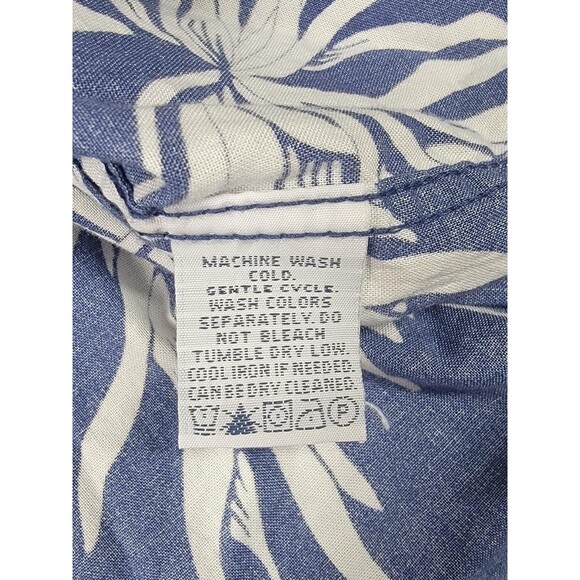 MACHINE WASH
COLD.
GENTLE CYCLE.
WASH COLORS
SEPARATELY. DO
NOT BLEACH
TUMBLE DRY LOW.
COOL IRON IF NEEDED.
CAN BE DRY CLEANED.
P